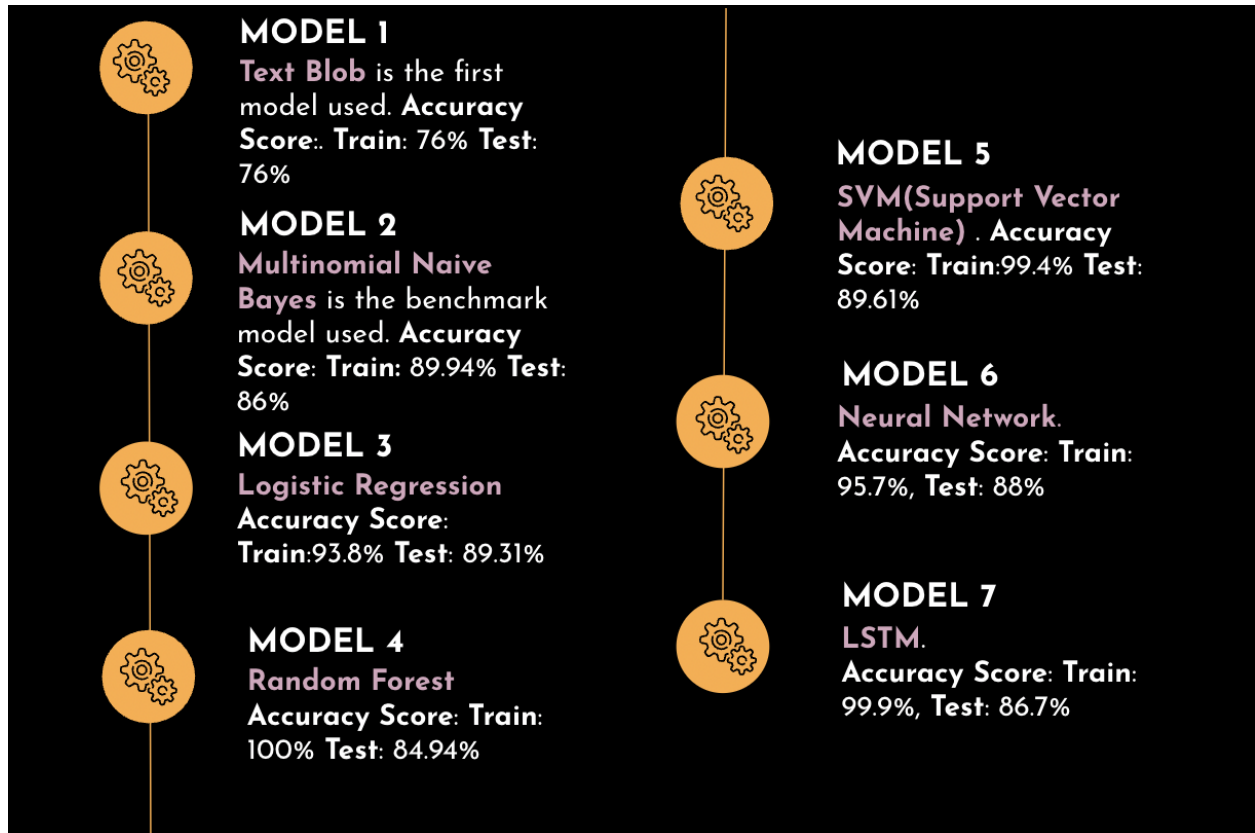 MODEL 1
Text Blob is the first
model used. Accuracy
Score:. Train: 76% Test:
76%
MODEL 2
Multinomial Naive
Bayes is the benchmark
model used. Accuracy
Score: Train: 89.94% Test:
86%
MODEL 3
Logistic Regression
Accuracy Score:
Train:93.8% Test: 89.31%
MODEL 4
Random Forest
Accuracy Score: Train:
100% Test: 84.94%
MODEL 5
SVM(Support Vector
Machine) . Accuracy
Score: Train:99.4% Test:
89.61%
MODEL 6
Neural Network.
Accuracy Score: Train:
95.7%, Test: 88%
MODEL 7
LSTM.
Accuracy Score: Train:
99.9%, Test: 86.7%